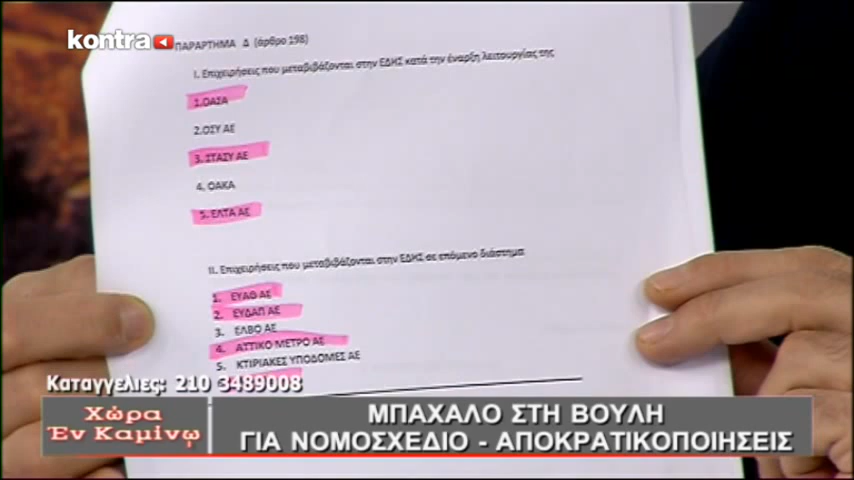 kontra
ΠΑΡΑΡΤΗΜΑ Δ (άρθρο 198)
I. Επιχειρήσεις που μεταβιβάζονται στην ΕΔΗΣ κατά την έναρξη λειτουργίας της
1.ΟΑΣΑ
2.ΟΣΥ ΑΕ
3. ΣΤΑΣΥ ΑΕ
4. ΟΑΚΑ
5. ΕΛΤΑ ΑΕ
II. Επιχειρήσεις που μεταβιβάζονται στην ΕΔΗΣ σε επόμενο διάστημα
1. ΕΥΑΘ ΑΕ
2. ΕΥΔΑΠ ΑΕ
3. ΕΛΒΟ ΑΕ
4. ΑΤΤΙΚΟ ΜΕΤΡΟ ΑΕ
5. ΚΤΙΡΙΑΚΕΣ ΥΠΟΔΟΜΕΣ ΑΕ
Καταγγελιες: 210 3489008
Χώρα
Έν Καμίνῳ
ΜΠΑΧΑΛΟ ΣΤΗ ΒΟΥΛΗ
ΓΙΑ ΝΟΜΟΣΧΕΔΙΟ - ΑΠΟΚΡΑΤΙΚΟΠΟΙΗΣΕΙΣ